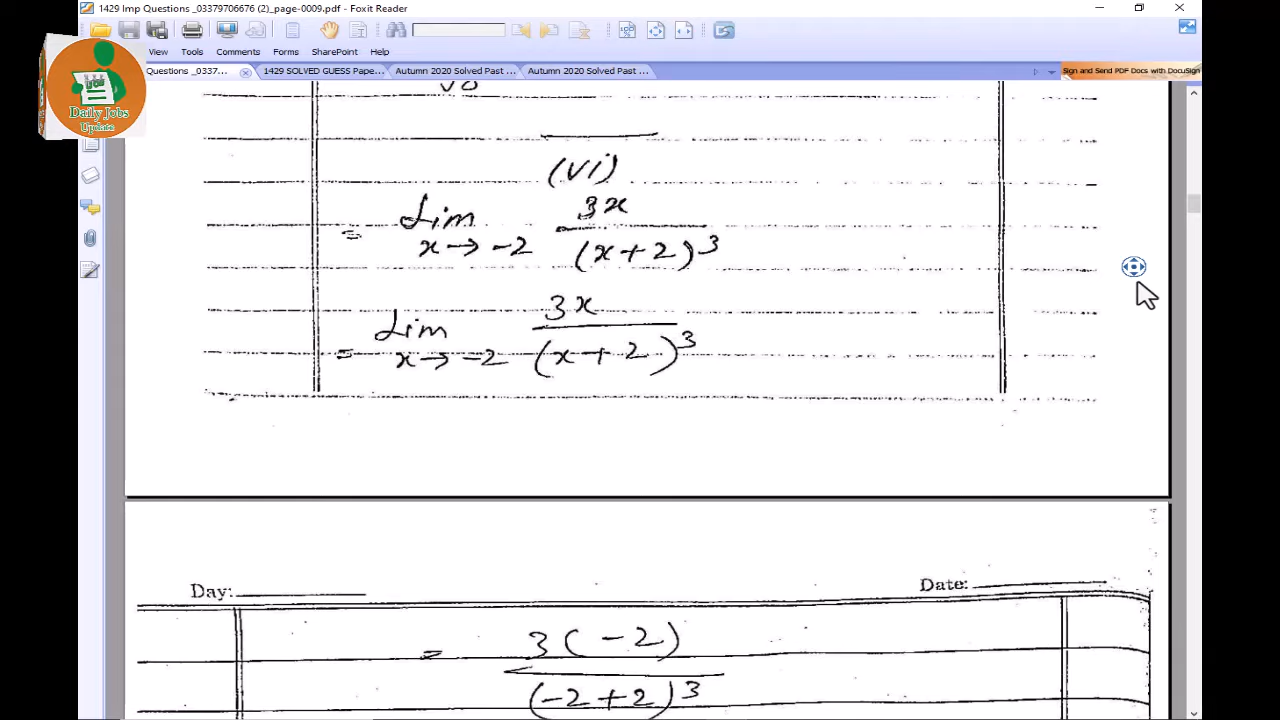 1429 Imp Questions _03379706676 (2)_page-0009.pdf - Foxit Reader
View Tools Comments Forms SharePoint Help
Questions _0337... 1429 SOLVED GUESS Pape... Autumn 2020 Solved Past ... Autumn 2020 Solved Past ... Sign and Send PDF Docs with DocuSign
JOB
Daily Jobs
Update
(vi)
= Lim x→-2 3x/(x+2)^3
= Lim x→-2 3x/(x+2)^3
Day: Date:
= 3(-2)/(-2+2)^3